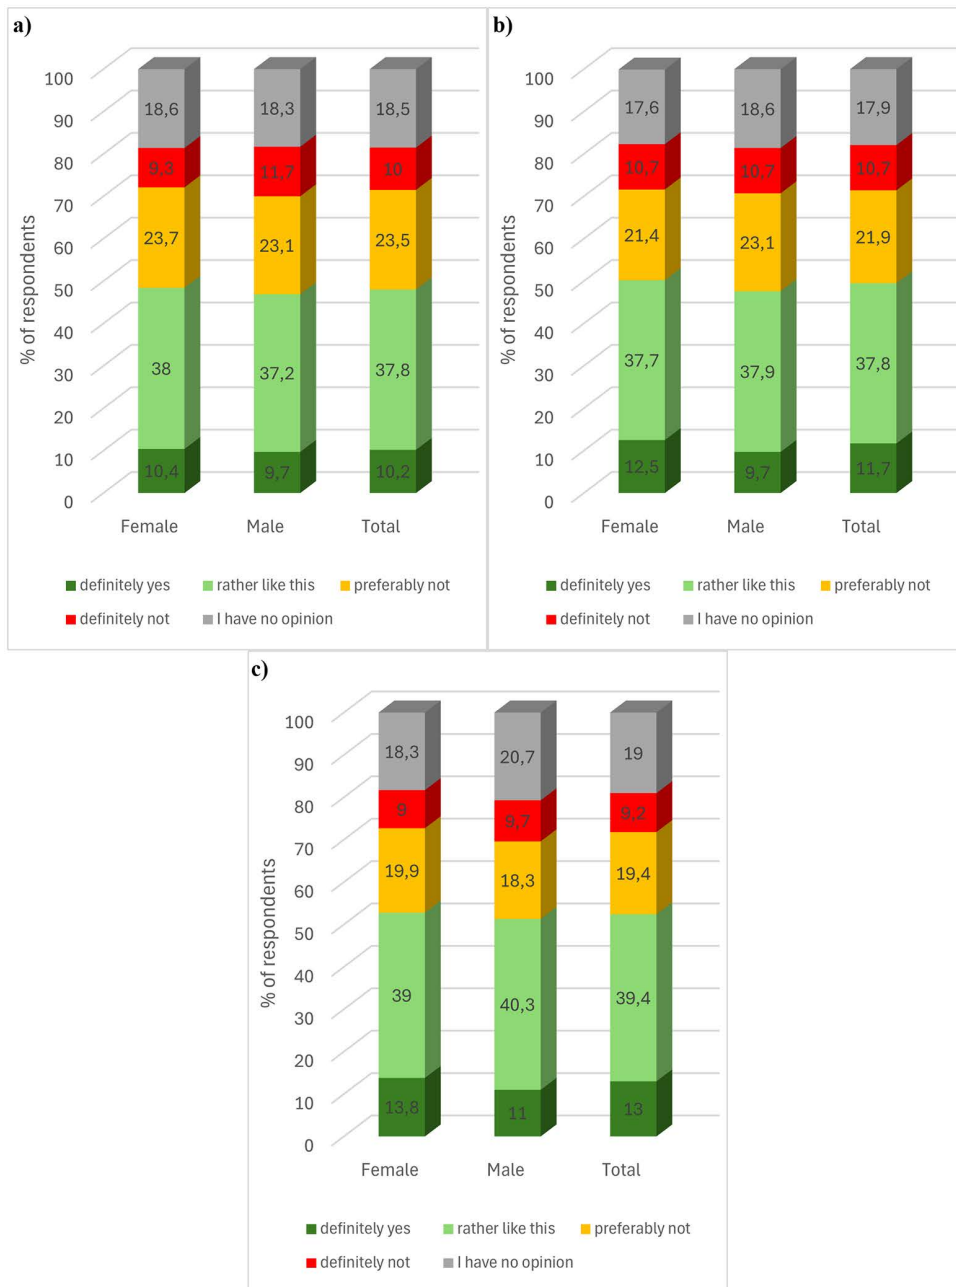 a)
% of respondents
100
90
80
70
60
50
40
30
20
10
0
18,6 18,3 18,5
9,3 11,7 10
23,7 23,1 23,5
38 37,2 37,8
10,4 9,7 10,2
Female Male Total
definitely yes rather like this preferably not
definitely not I have no opinion
b)
% of respondents
100
90
80
70
60
50
40
30
20
10
0
17,6 18,6 17,9
10,7 10,7 10,7
21,4 23,1 21,9
37,7 37,9 37,8
12,5 9,7 11,7
Female Male Total
definitely yes rather like this preferably not
definitely not I have no opinion
c)
% of respondents
100
90
80
70
60
50
40
30
20
10
0
18,3 20,7 19
9 9,7 9,2
19,9 18,3 19,4
39 40,3 39,4
13,8 11 13
Female Male Total
definitely yes rather like this preferably not
definitely not I have no opinion